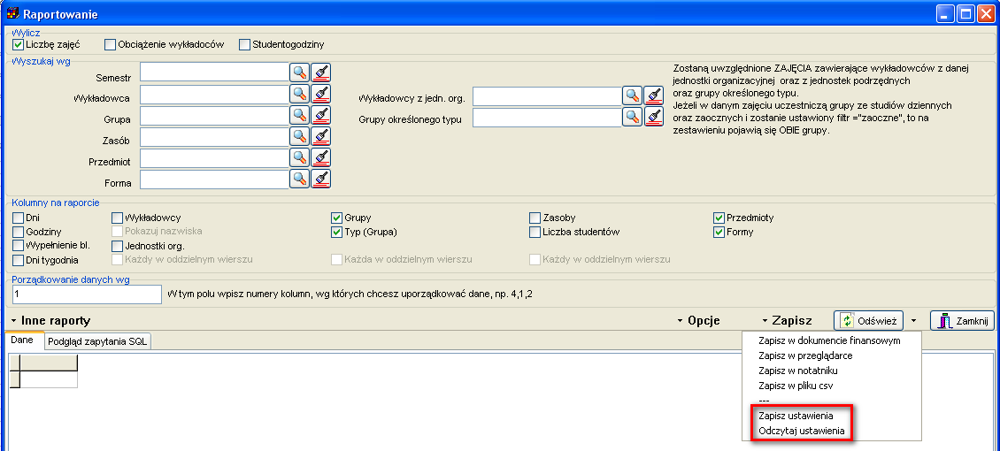 Raportowanie
Wylicz
Liczbę zajęć
Obciążenie wykładoców
Studentogodziny
Wyszukaj wg
Semestr
Wykładowca
Grupa
Zasób
Przedmiot
Forma
Wykładowcy z jedn. org.
Grupy określonego typu
Zostaną uwzględnione ZAJĘCIA zawierające wykładowców z danej
jednostki organizacyjnej oraz z jednostek podrzędnych
oraz grupy określonego typu.
Jeżeli w danym zajęciu uczestniczą grupy ze studiów dziennych
oraz zaocznych i zostanie ustawiony filtr ="zaoczne", to na
zestawieniu pojawią się OBIE grupy.
Kolumny na raporcie
Dni
Wykładowcy
Grupy
Zasoby
Przedmioty
Godziny
Pokazuj nazwiska
Typ (Grupa)
Liczba studentów
Formy
Wypełnienie bl.
Jednostki org.
Dni tygodnia
Każdy w oddzielnym wierszu
Każda w oddzielnym wierszu
Każdy w oddzielnym wierszu
Porządkowanie danych wg
1
W tym polu wpisz numery kolumn, wg których chcesz uporządkować dane, np. 4,1,2
Inne raporty
Opcje
Zapisz
Odśwież
Zamknij
Dane
Podgląd zapytania SQL
Zapisz w dokumencie finansowym
Zapisz w przeglądarce
Zapisz w notatniku
Zapisz w pliku csv
---
Zapisz ustawienia
Odczytaj ustawienia